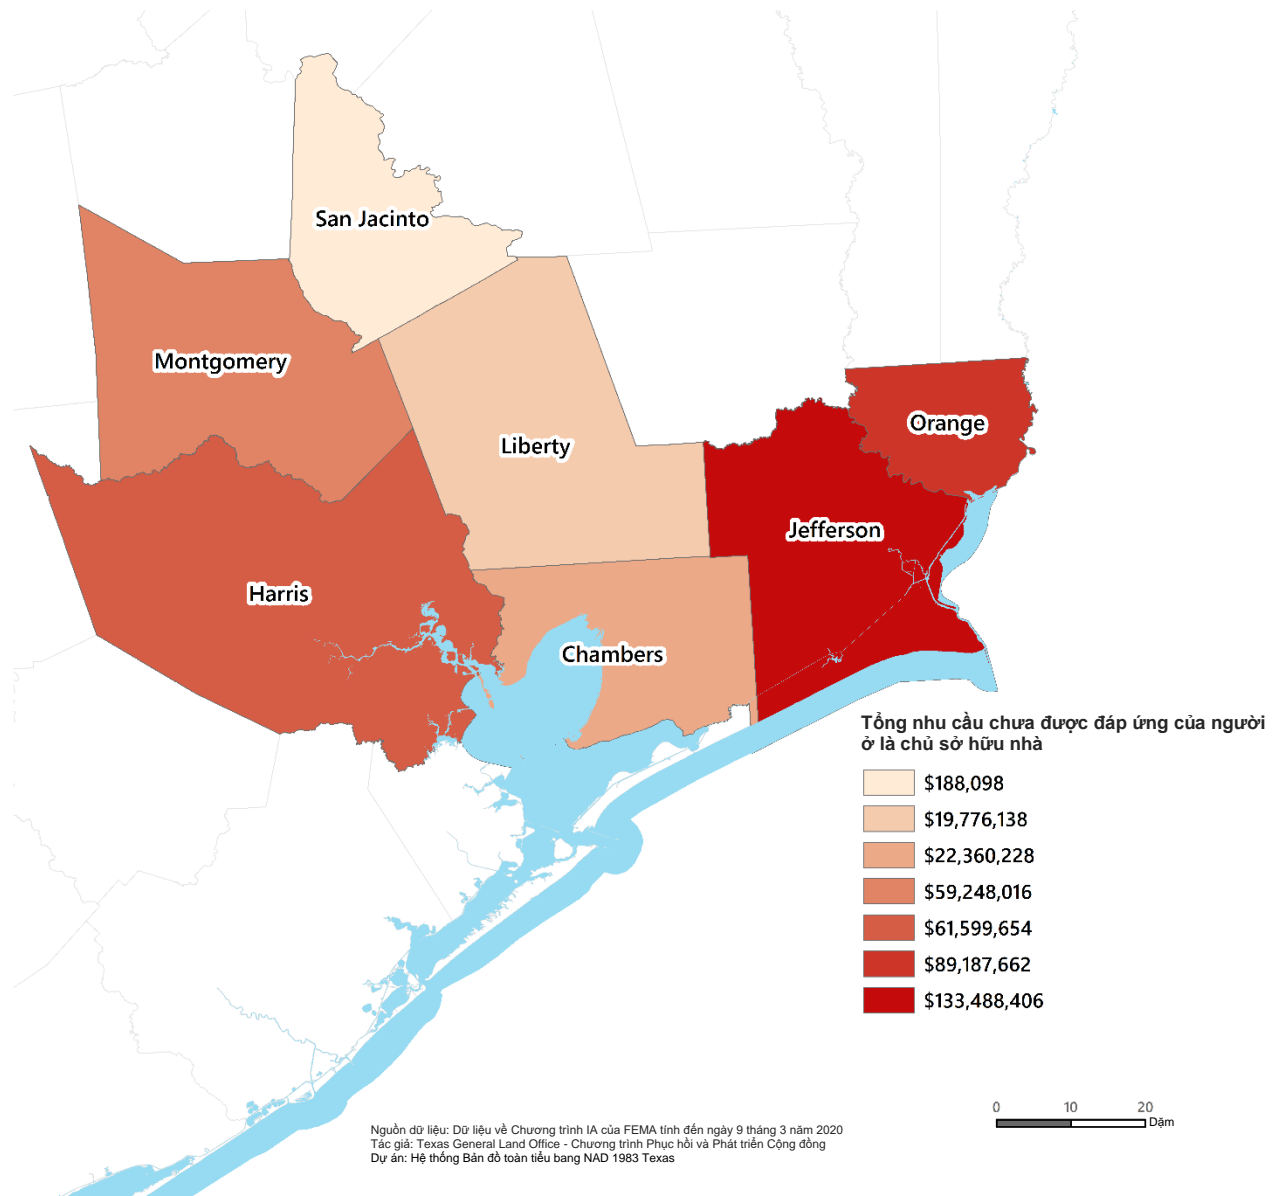 San Jacinto
Montgomery
Orange
Liberty
Jefferson
Harris
Chambers
Tổng nhu cầu chưa được đáp ứng của người
ở là chủ sở hữu nhà
$188,098
$19,776,138
$22,360,228
$59,248,016
$61,599,654
$89,187,662
$133,488,406
0 10 20
Dặm
Nguồn dữ liệu: Dữ liệu về Chương trình IA của FEMA tính đến ngày 9 tháng 3 năm 2020
Tác giả: Texas General Land Office - Chương trình Phục hồi và Phát triển Cộng đồng
Dự án: Hệ thống Bản đồ toàn tiểu bang NAD 1983 Texas